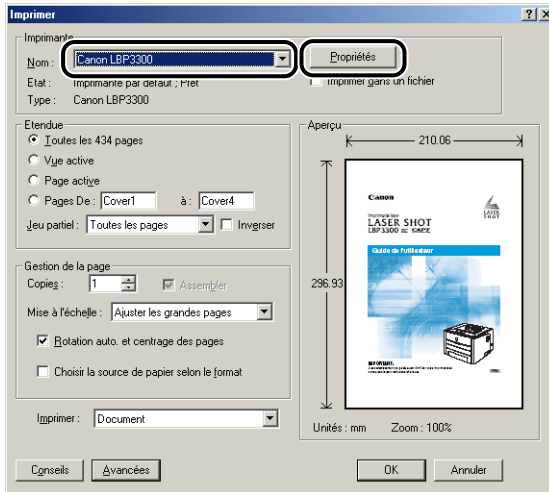 Imprimer
Imprimante
Nom : Canon LBP3300 Propriétés
Etat : Imprimante par défaut ; Prêt Imprimer dans un fichier
Type : Canon LBP3300
Etendue
Toutes les 434 pages
Vue active
Page active
Pages De : Cover1 à : Cover4
Jeu partiel : Toutes les pages Inverser
Gestion de la page
Copies : 1 Assembler
Mise à l'échelle : Ajuster les grandes pages
Rotation auto. et centrage des pages
Choisir la source de papier selon le format
Imprimer : Document
Aperçu
210.06
296.93
Canon
LASER SHOT
LASER SHOT
LBP3300
Guide de l'utilisateur
IMPORTANT:
Unités : mm Zoom : 100%
Conseils Avancées OK Annuler